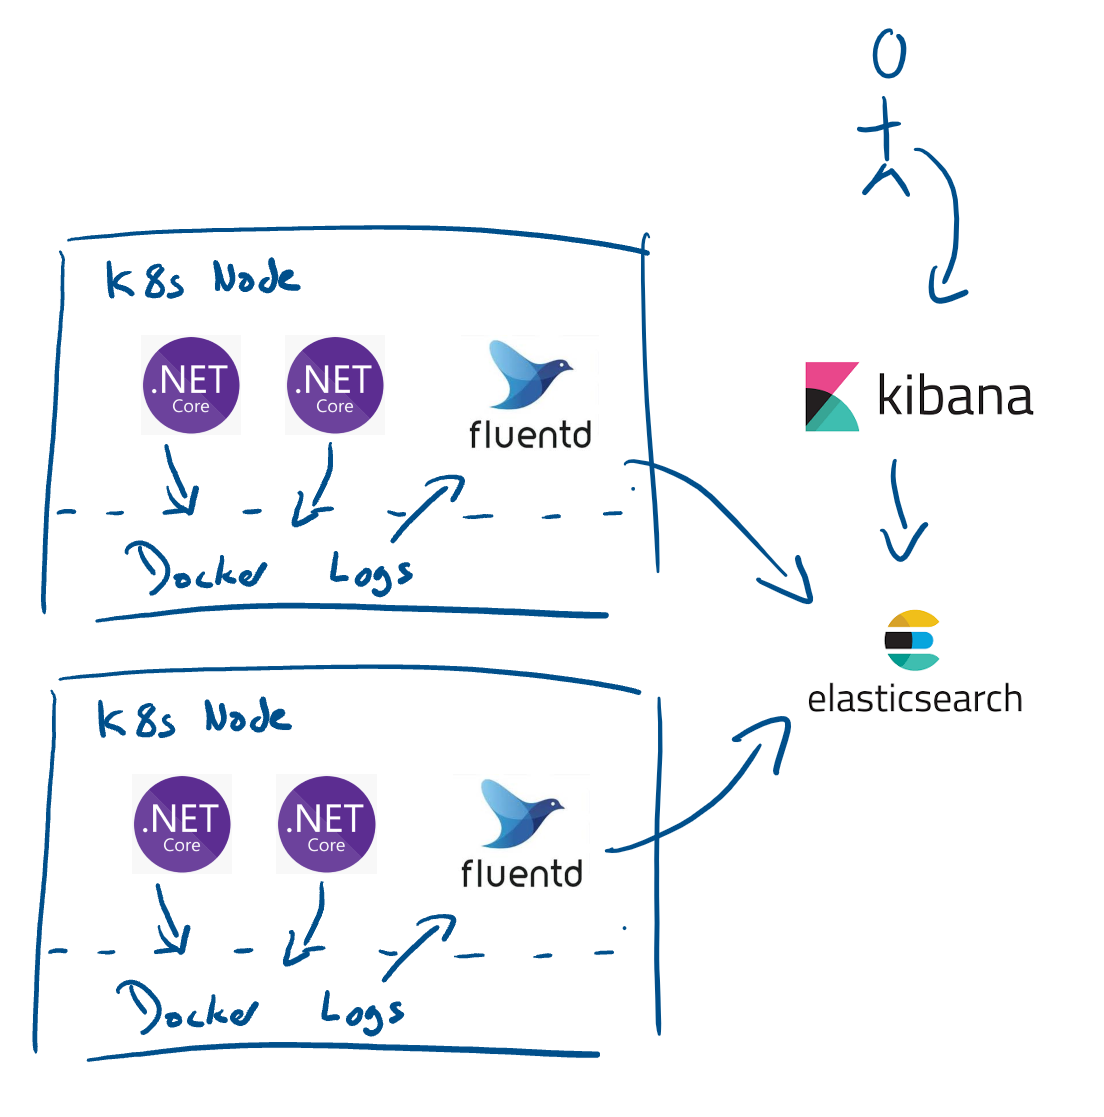 K8s Node
.NET
Core
.NET
Core
fluentd
Docker Logs
kibana
elasticsearch
K8s Node
.NET
Core
.NET
Core
fluentd
Docker Logs